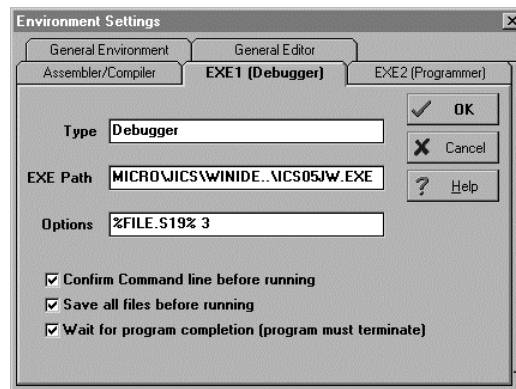 Environment Settings
General Environment
General Editor
Assembler/Compiler
EXE1 (Debugger)
EXE2 (Programmer)
Type
Debugger
EXE Path
MICRO\JICS\WINIDE..\ICS05JW.EXE
Options
%FILE.S19% 3
Confirm Command line before running
Save all files before running
Wait for program completion (program must terminate)
OK
Cancel
Help